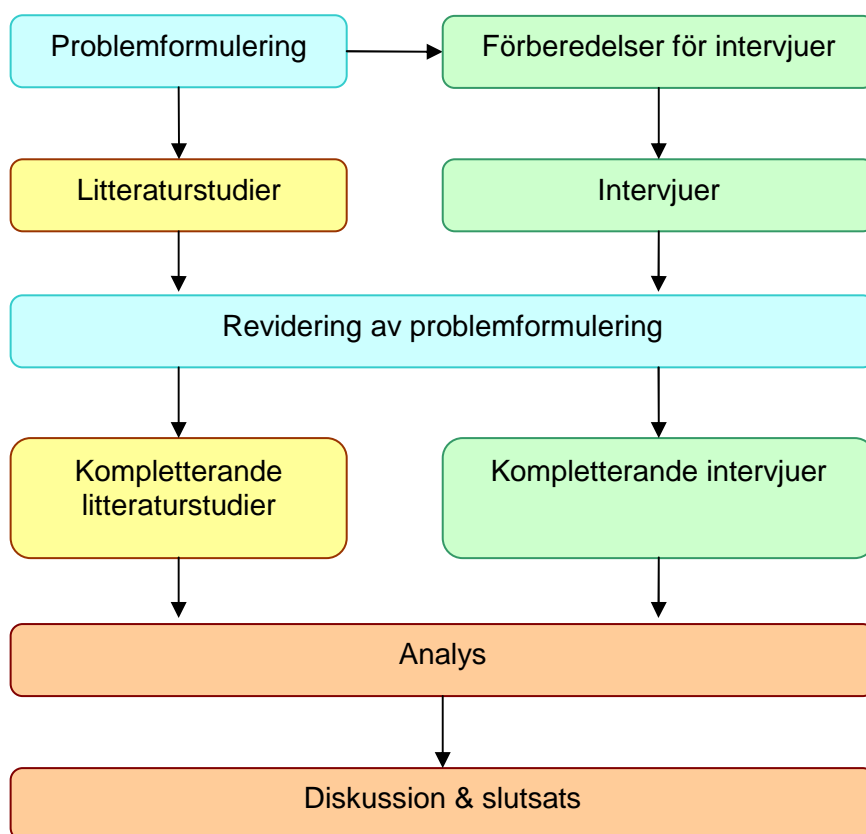 Problemformulering
Förberedelser för intervjuer
Litteraturstudier
Intervjuer
Revidering av problemformulering
Kompletterande
litteraturstudier
Kompletterande intervjuer
Analys
Diskussion & slutsats